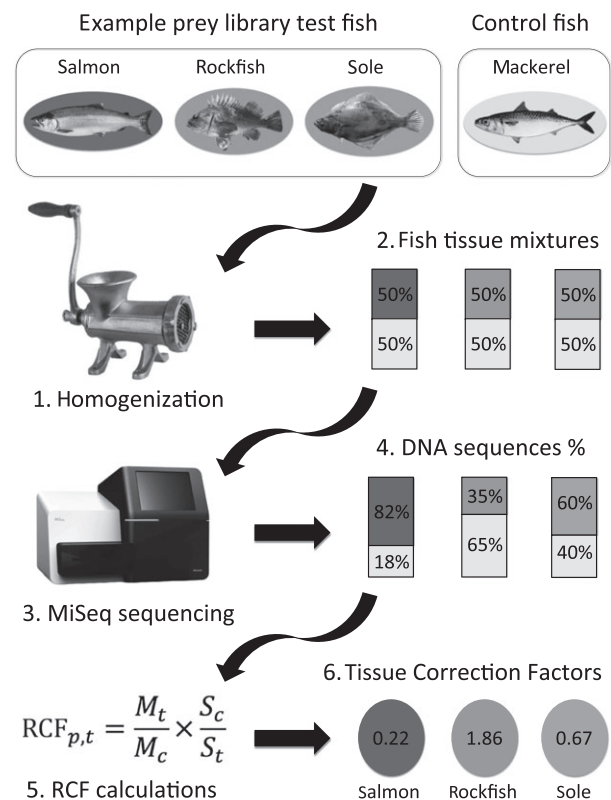 Example prey library test fish
Control fish
Salmon
Rockfish
Sole
Mackerel
2. Fish tissue mixtures
50%
50%
50%
50%
50%
50%
1. Homogenization
4. DNA sequences %
82%
35%
60%
18%
65%
40%
3. MiSeq sequencing
6. Tissue Correction Factors
RCF_{p,t} = \frac{M_t}{M_c} × \frac{S_c}{S_t}
0.22
1.86
0.67
5. RCF calculations
Salmon
Rockfish
Sole